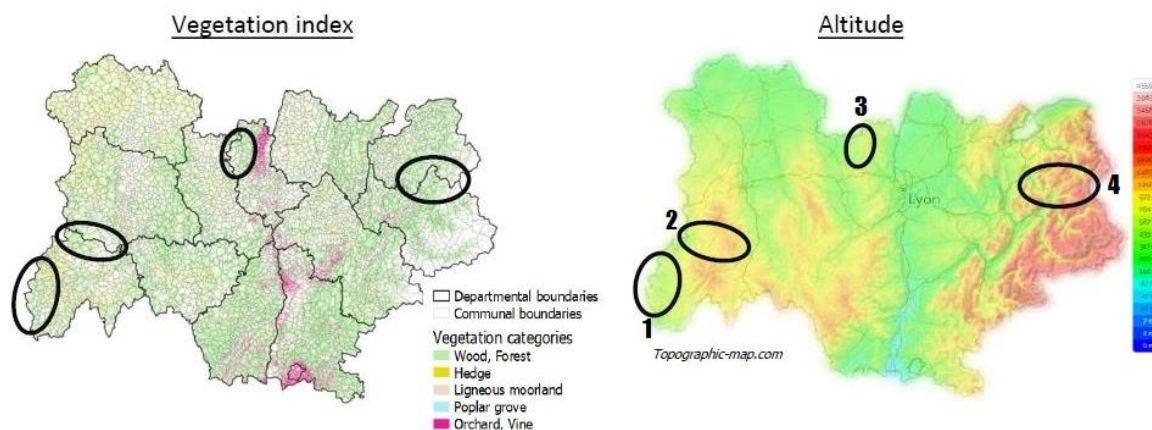 Vegetation index
Altitude
3
4
Lyon
2
1
Departmental boundaries
Communal boundaries
Vegetation categories
Wood, Forest
Hedge
Ligneous moorland
Poplar grove
Orchard, Vine
Topographic-map.com